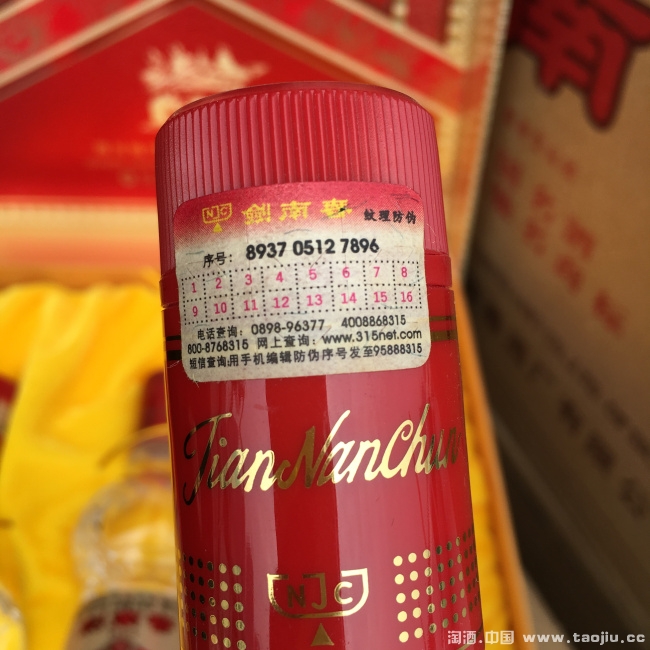 NJC 劍南春 纹理防伪
序号: 8937 0512 7896
1 2 3 4 5 6 7 8
9 10 11 12 13 14 15 16
电话查询: 0898-96377 4008868315
800-8768315 网上查询: www.315net.com
短信查询用手机编辑防伪序号发至95888315
JianNanChun
NJC
淘酒.中国 www.taojiu.cc